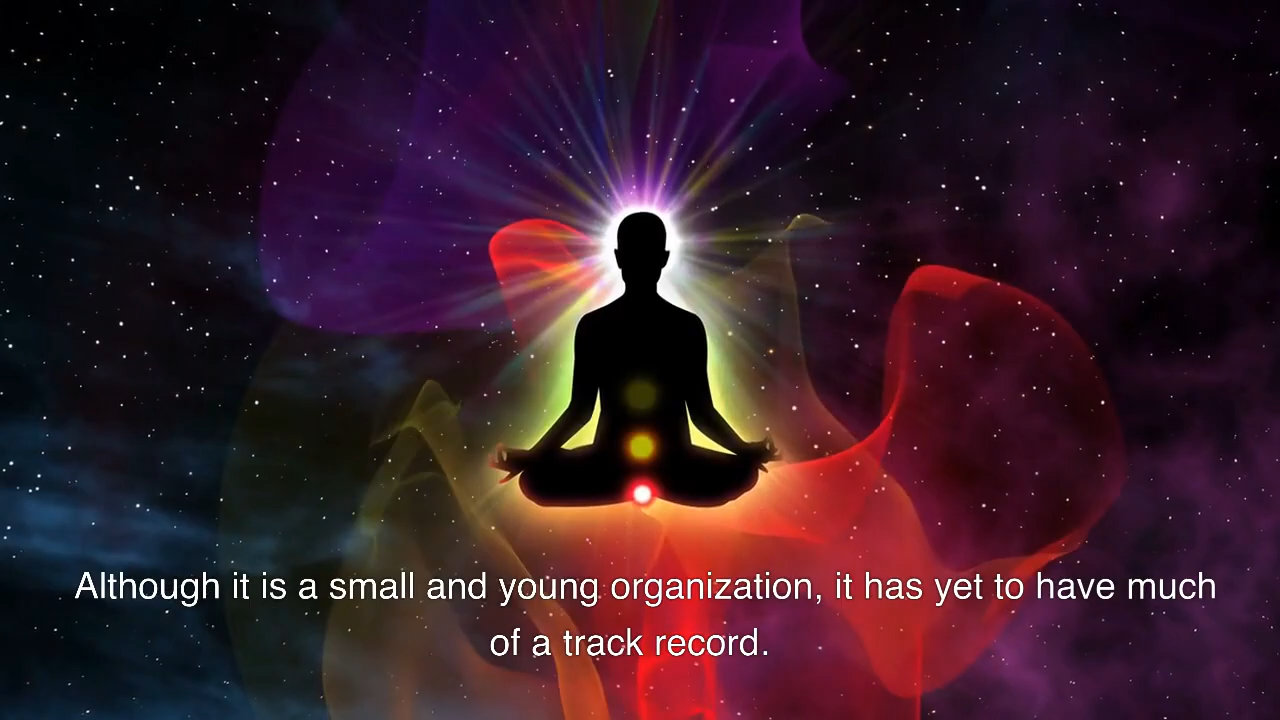 Although it is a small and young organization, it has yet to have much
of a track record.